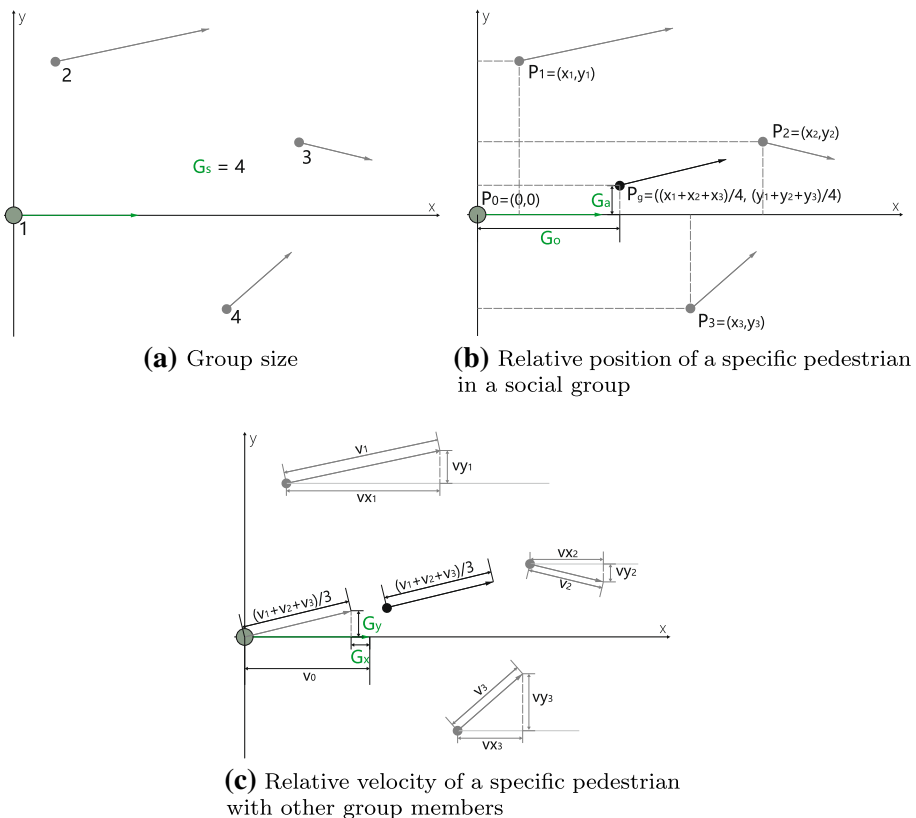 y
2
3
Gs = 4
x
1
4
(a) Group size
y
P1=(x1,y1)
P2=(x2,y2)
P0=(0,0)
Ga
Pg=((x1+x2+x3)/4, (y1+y2+y3)/4)
x
Go
P3=(x3,y3)
(b) Relative position of a specific pedestrian
in a social group
y
v1
vy1
vx1
vx2
vy2
v2
(v1+v2+v3)/3
(v1+v2+v3)/3
Gy
x
Gx
v0
v3
vy3
vx3
(c) Relative velocity of a specific pedestrian
with other group members